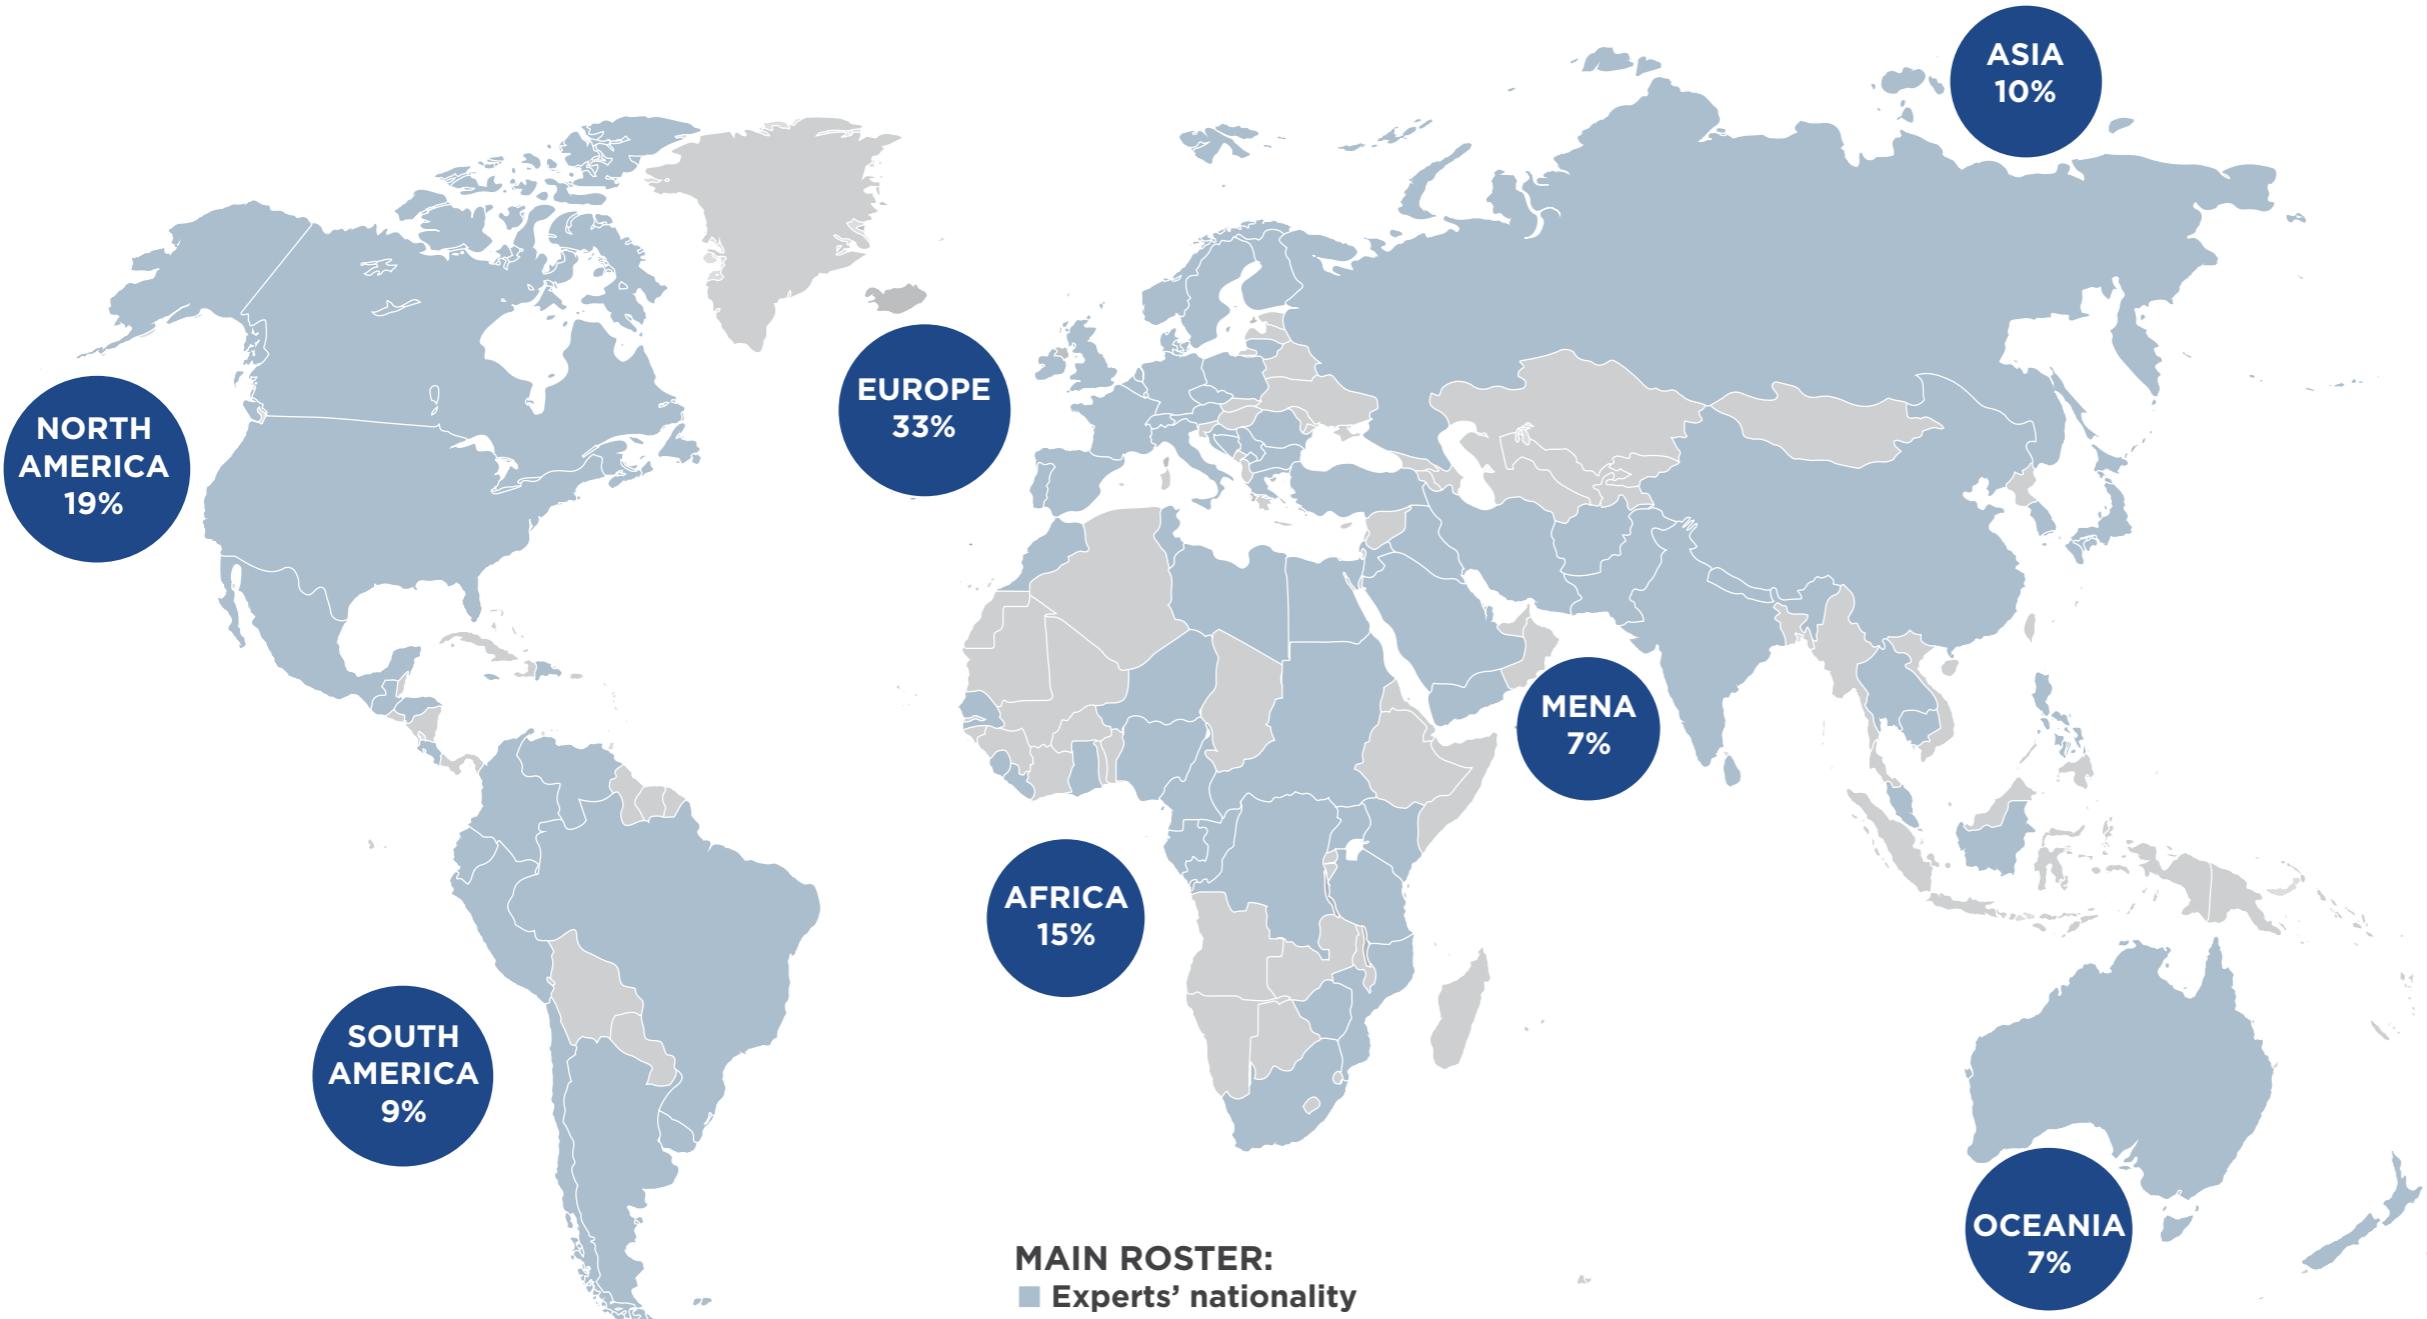 ASIA
10%
EUROPE
33%
NORTH
AMERICA
19%
MENA
7%
AFRICA
15%
SOUTH
AMERICA
9%
OCEANIA
7%
MAIN ROSTER:
Experts’ nationality